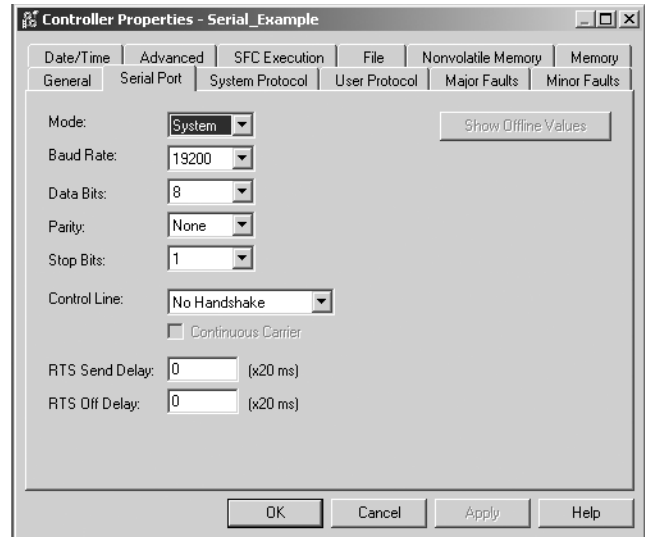 Controller Properties - Serial_Example
Date/Time Advanced SFC Execution File Nonvolatile Memory Memory
General Serial Port System Protocol User Protocol Major Faults Minor Faults
Mode: System Show Offline Values
Baud Rate: 19200
Data Bits: 8
Parity: None
Stop Bits: 1
Control Line: No Handshake
Continuous Carrier
RTS Send Delay: 0 (x20 ms)
RTS Off Delay: 0 (x20 ms)
OK Cancel Apply Help